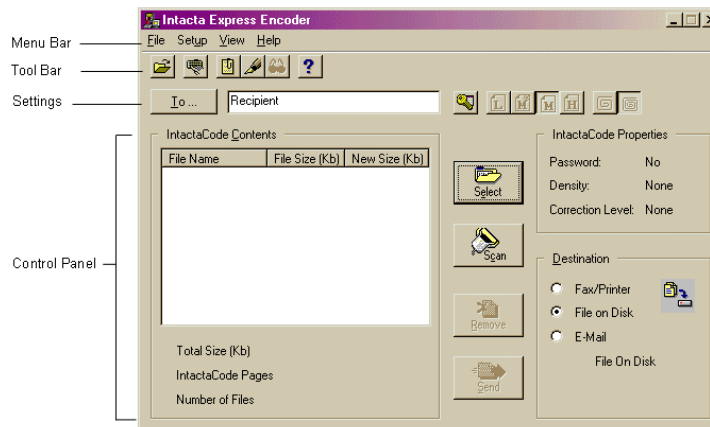 Intacta Express Encoder
Menu Bar
File Setup View Help
Tool Bar
?
Settings
To ... Recipient
L M M H
IntactaCode Contents
File Name File Size (Kb) New Size (Kb)
Control Panel
Total Size (Kb)
IntactaCode Pages
Number of Files
Select
Scan
Remove
Send
IntactaCode Properties
Password: No
Density: None
Correction Level: None
Destination
Fax/Printer
File on Disk
E-Mail
File On Disk